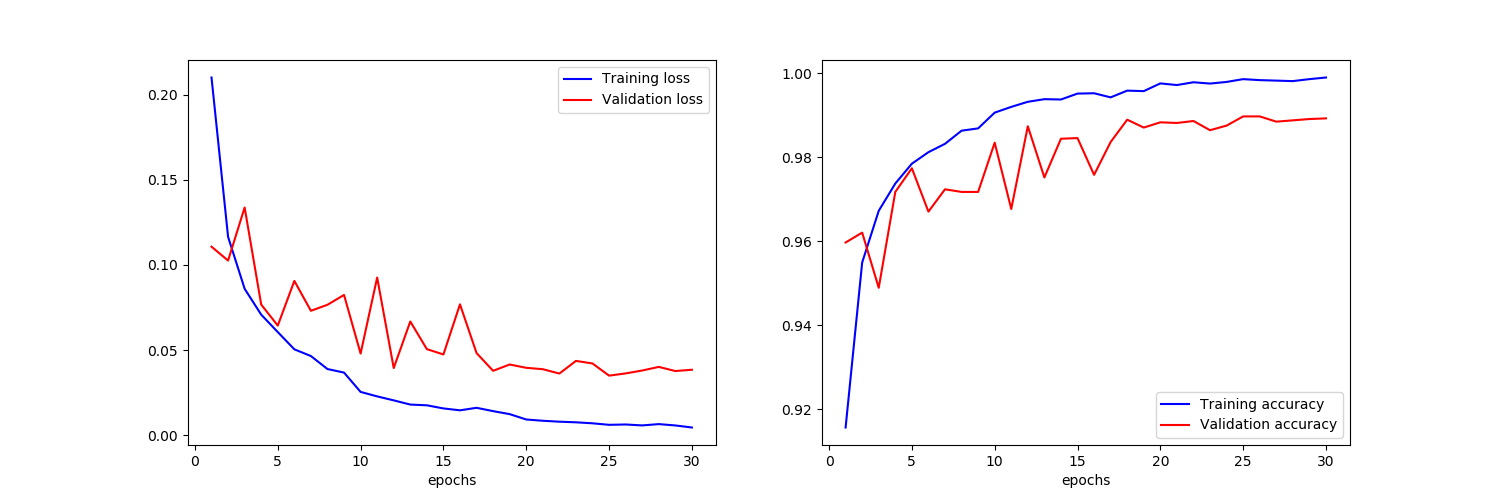 Training loss
Validation loss
0.20
0.15
0.10
0.05
0.00
0 5 10 15 20 25 30
epochs
1.00
0.98
0.96
0.94
0.92
Training accuracy
Validation accuracy
0 5 10 15 20 25 30
epochs